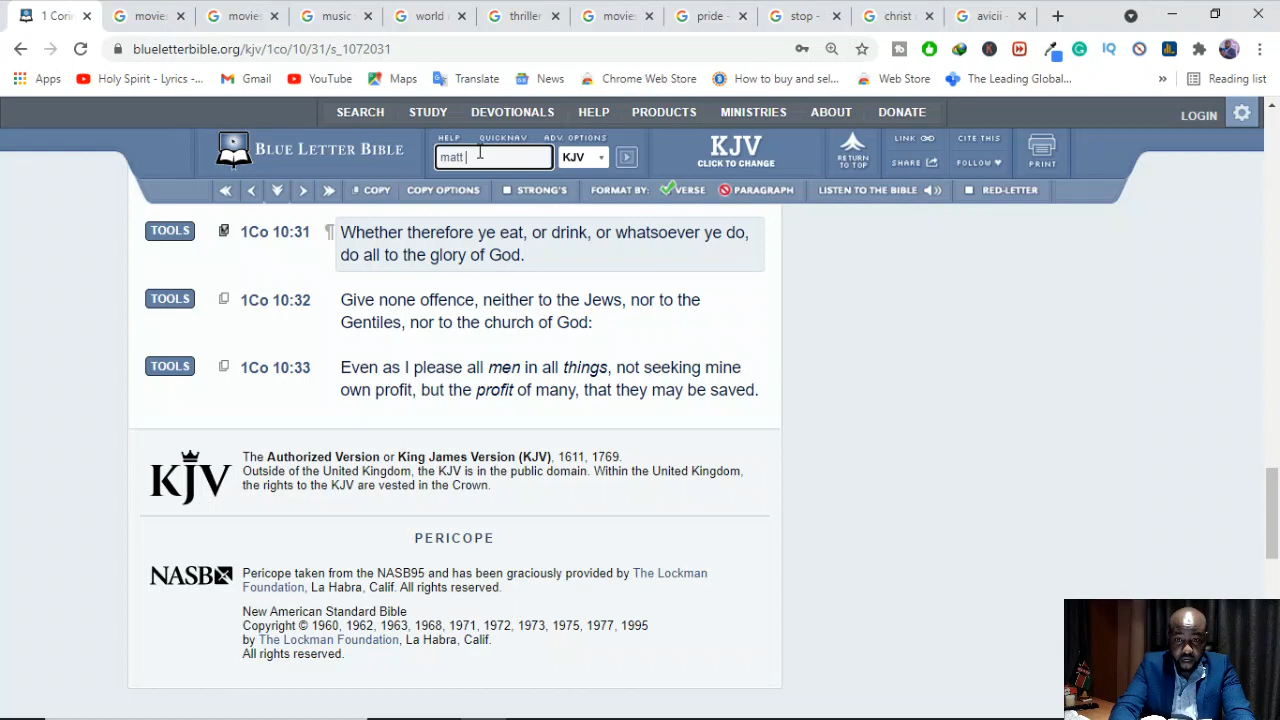 1 Corin
movies
movies
music
world
thriller
movies
pride -
stop -
christ
avicii -
blueletterbible.org/kjv/1co/10/31/s_1072031
Apps
Holy Spirit - Lyrics -...
Gmail
YouTube
Maps
Translate
News
Chrome Web Store
How to buy and sel...
Web Store
The Leading Global...
»
Reading list
SEARCH STUDY DEVOTIONALS HELP PRODUCTS MINISTRIES ABOUT DONATE
LOGIN
BLUE LETTER BIBLE
HELP QUICKNAV ADV. OPTIONS
matt
KJV
KJV
CLICK TO CHANGE
RETURN
TO TOP
LINK
CITE THIS
SHARE
FOLLOW
PRINT
COPY COPY OPTIONS STRONG'S FORMAT BY: VERSE PARAGRAPH LISTEN TO THE BIBLE RED-LETTER
TOOLS 1Co 10:31 ¶ Whether therefore ye eat, or drink, or whatsoever ye do,
do all to the glory of God.
TOOLS 1Co 10:32 Give none offence, neither to the Jews, nor to the
Gentiles, nor to the church of God:
TOOLS 1Co 10:33 Even as I please all men in all things, not seeking mine
own profit, but the profit of many, that they may be saved.
KJV
The Authorized Version or King James Version (KJV), 1611, 1769.
Outside of the United Kingdom, the KJV is in the public domain. Within the United Kingdom,
the rights to the KJV are vested in the Crown.
PERICOPE
NASB
Pericope taken from the NASB95 and has been graciously provided by The Lockman
Foundation, La Habra, Calif. All rights reserved.
New American Standard Bible
Copyright © 1960, 1962, 1963, 1968, 1971, 1972, 1973, 1975, 1977, 1995
by The Lockman Foundation, La Habra, Calif.
All rights reserved.